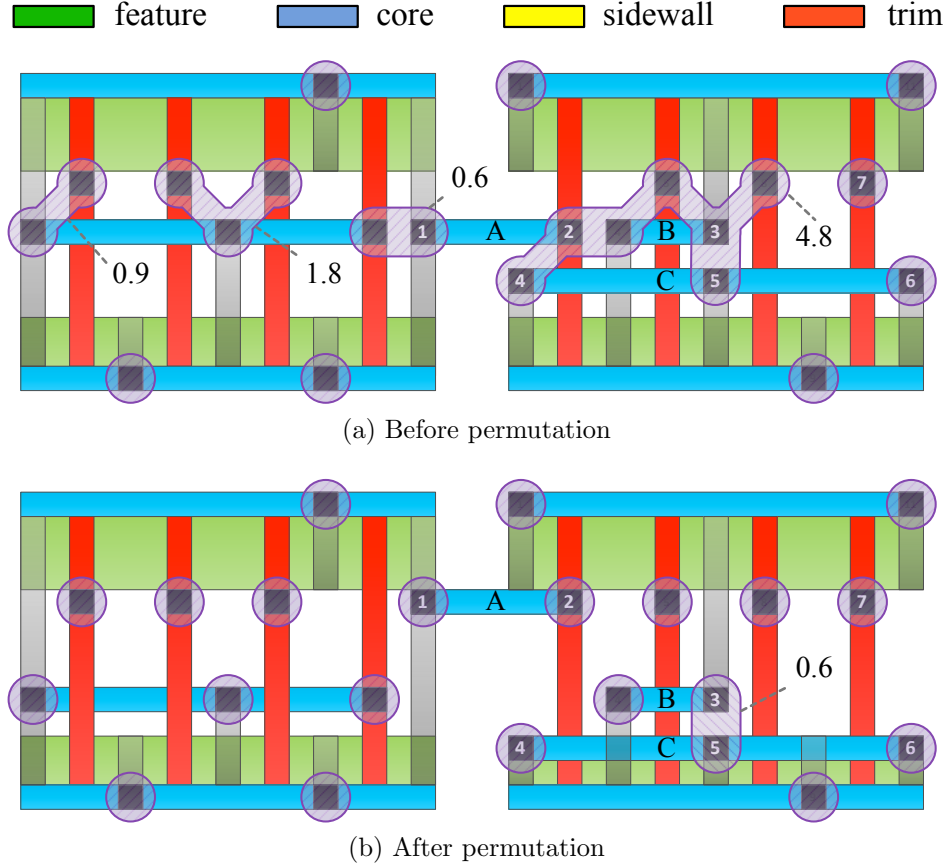 feature core sidewall trim
0.6
7
1 A 2 B 3 4.8
0.9 1.8 4 C 5 6
(a) Before permutation
1 A 2 7
0.6
B 3
4 C 5 6
(b) After permutation